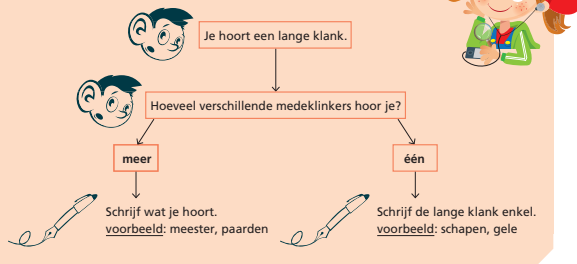 Je hoort een lange klank.
Hoeveel verschillende medeklinkers hoor je?
meer
één
Schrijf wat je hoort.
voorbeeld: meester, paarden
Schrijf de lange klank enkel.
voorbeeld: schapen, gele